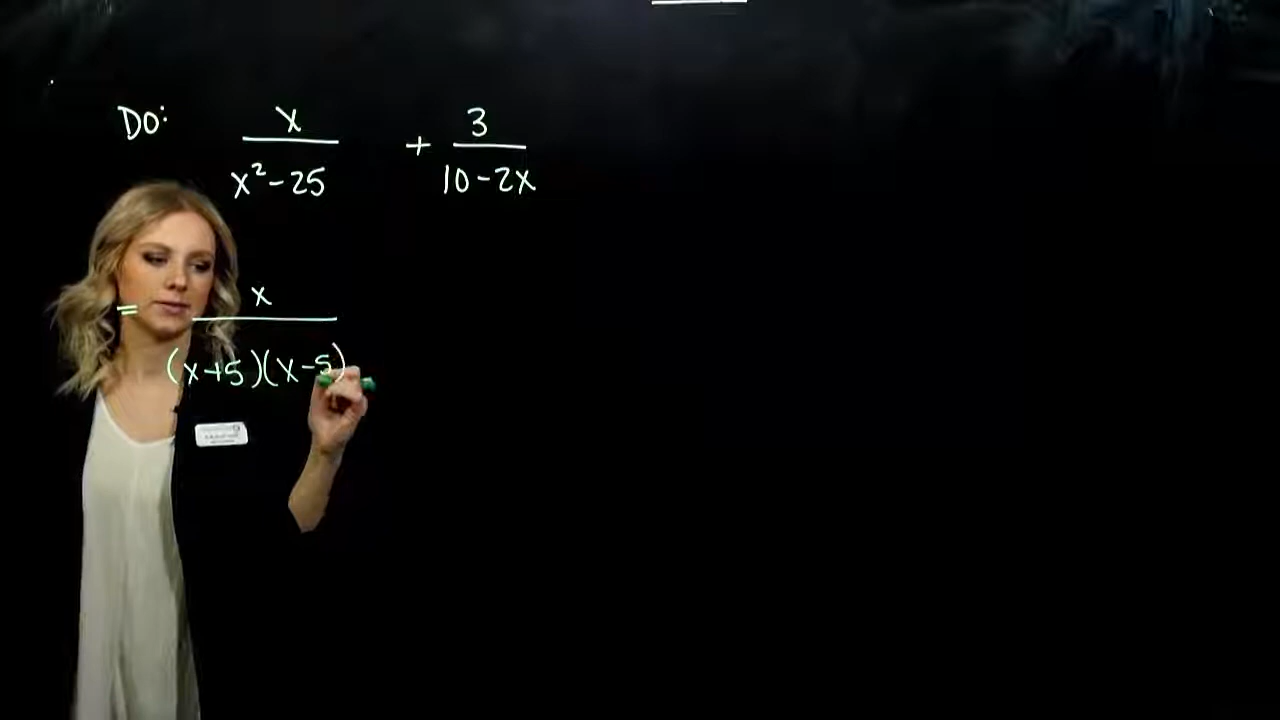 Do: x/(x² - 25) + 3/(10 - 2x)
= x/((x+5)(x-5))